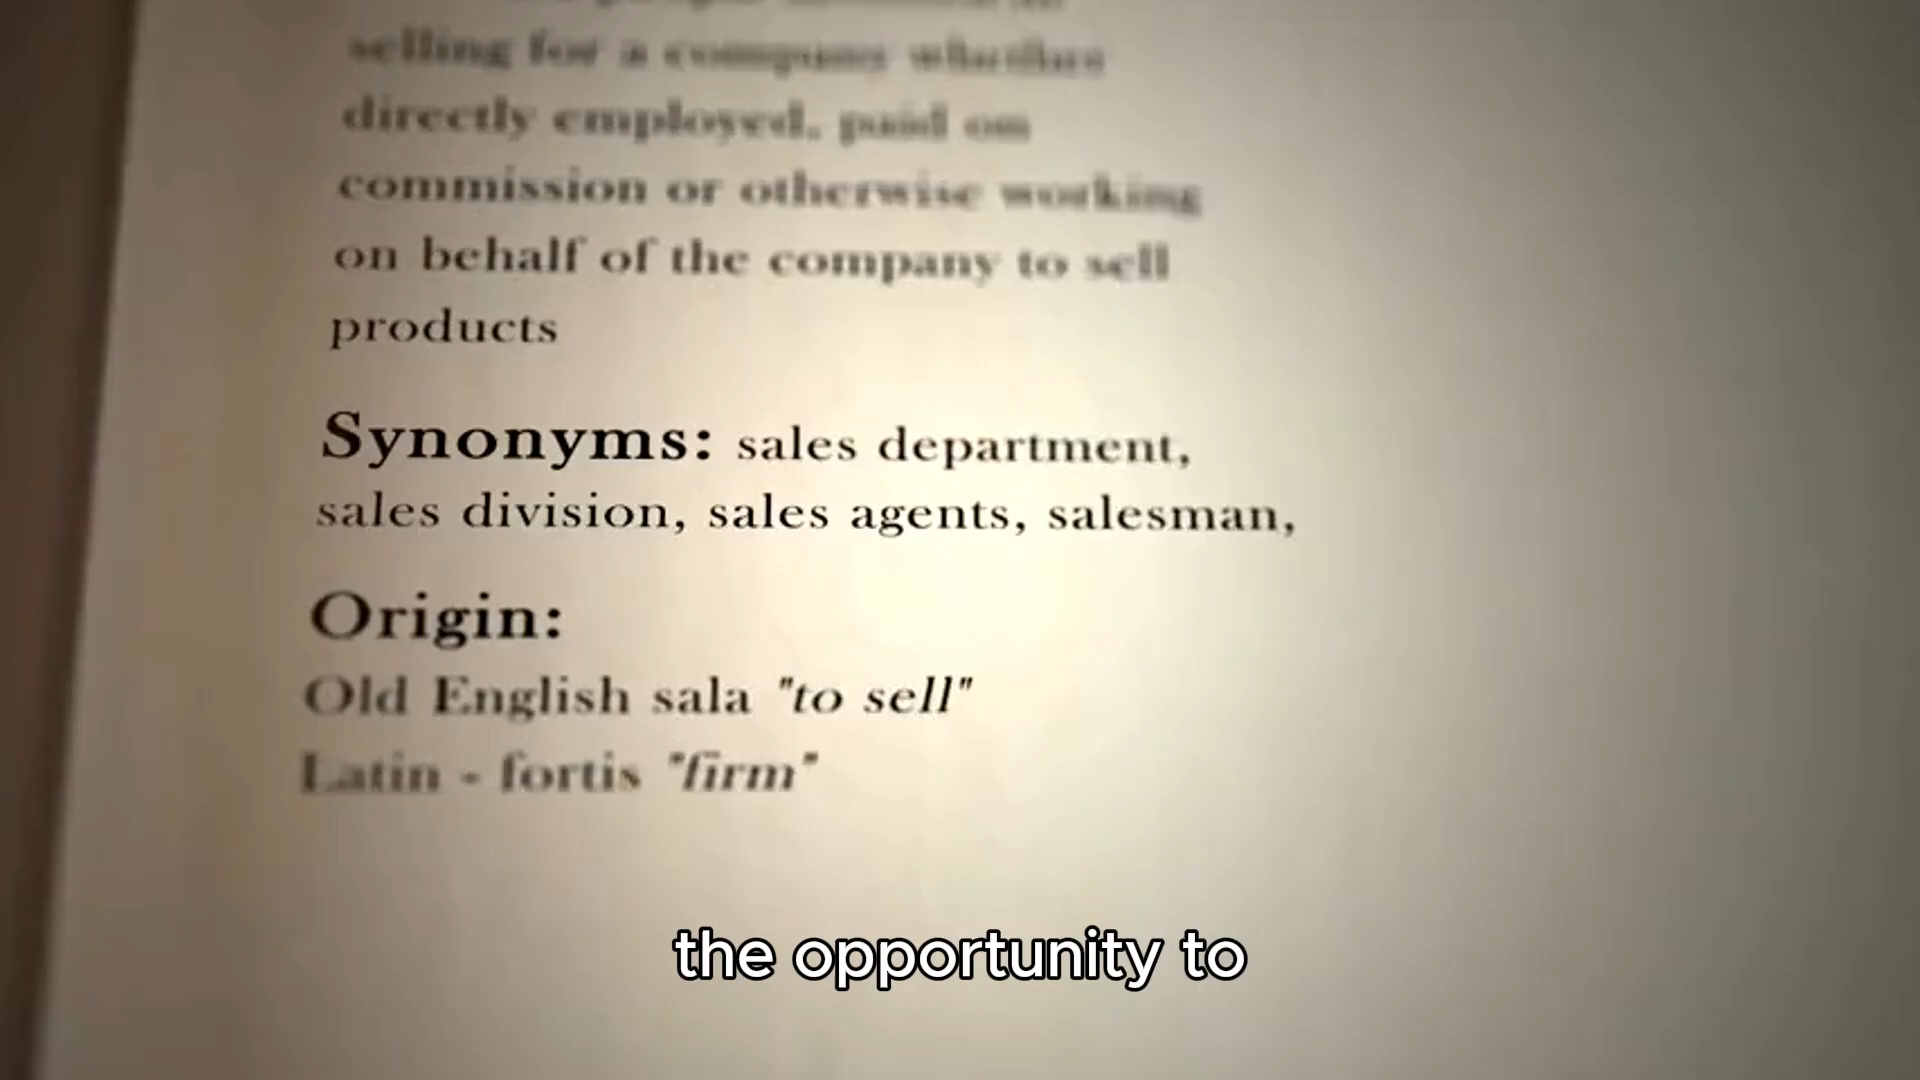 selling for a company whether
directly employed, paid on
commission or otherwise working
on behalf of the company to sell
products
Synonyms: sales department,
sales division, sales agents, salesman,
Origin:
Old English sala "to sell"
Latin - fortis "firm"
the opportunity to